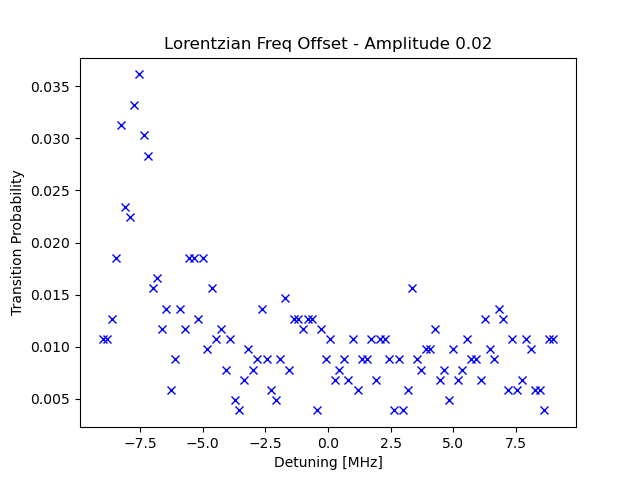 Lorentzian Freq Offset - Amplitude 0.02
Transition Probability
0.035
0.030
0.025
0.020
0.015
0.010
0.005
−7.5 −5.0 −2.5 0.0 2.5 5.0 7.5
Detuning [MHz]